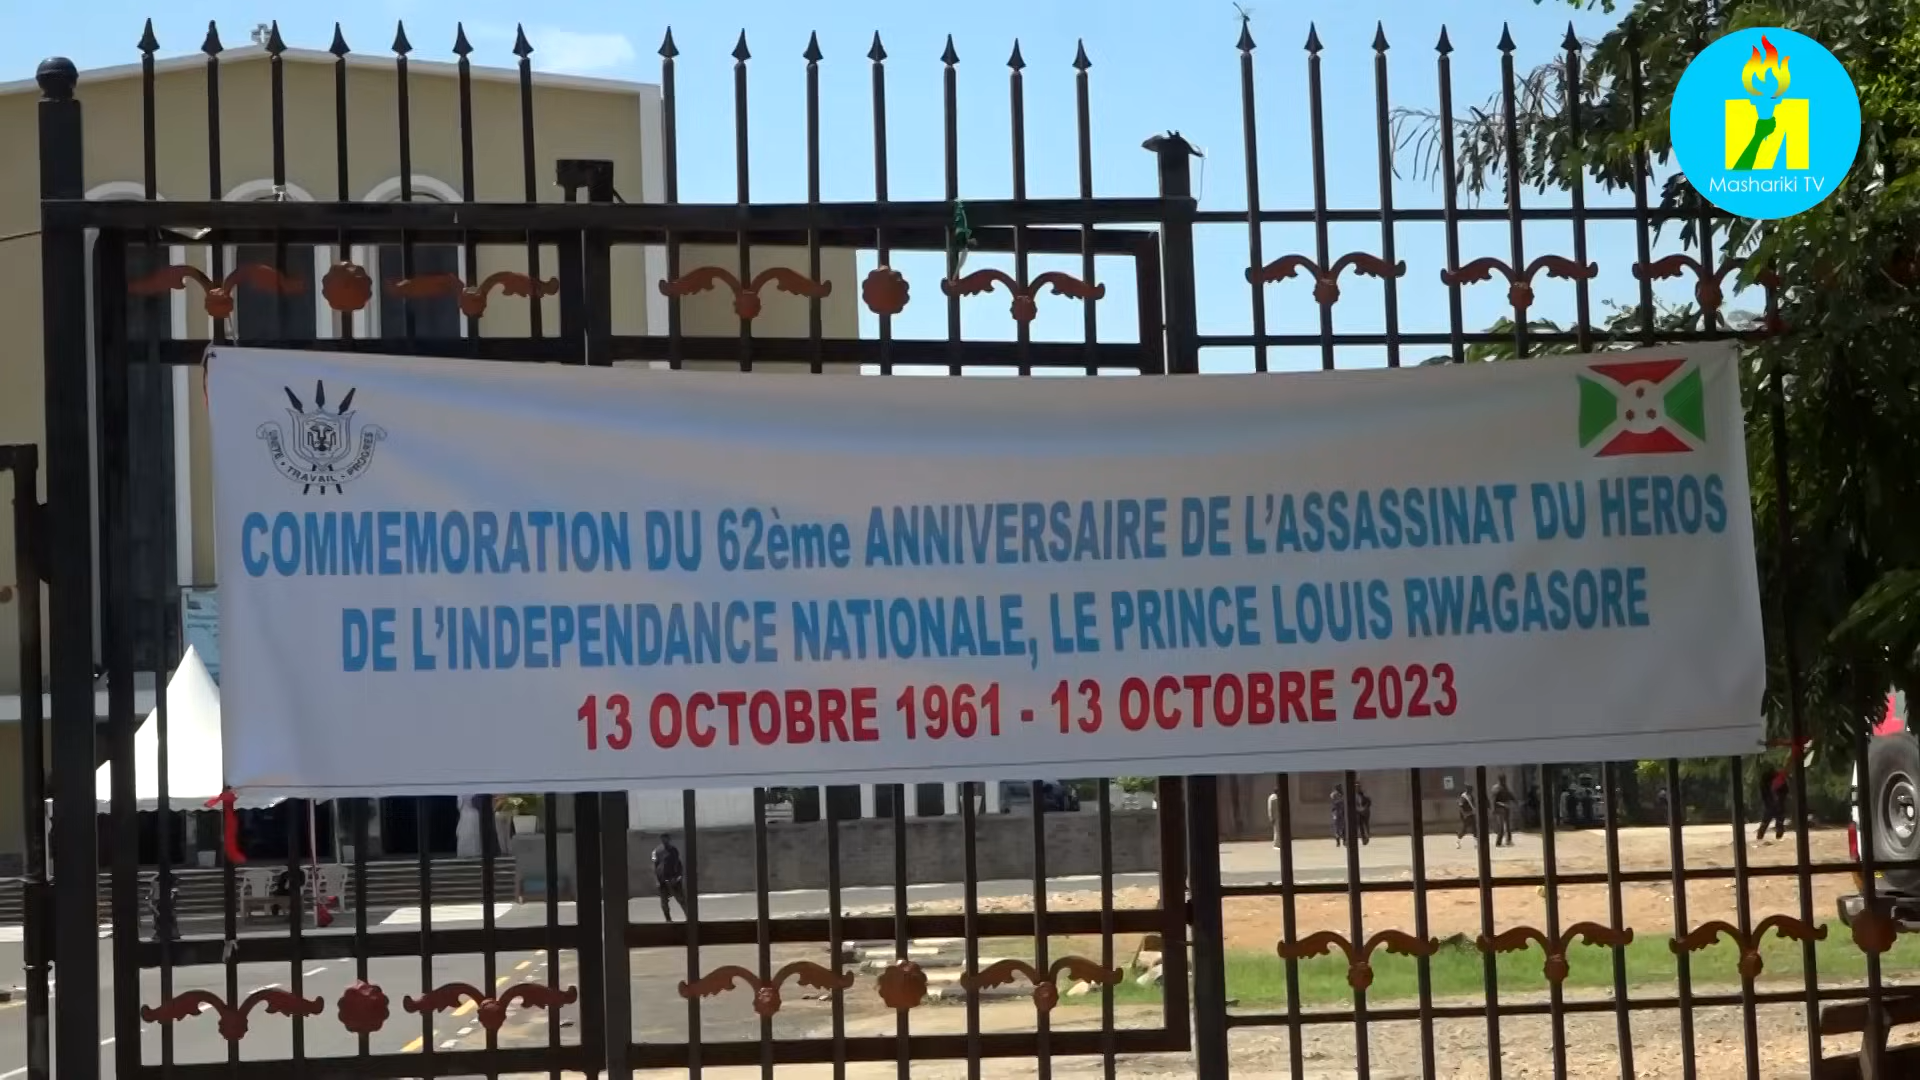 Mashariki TV
UNITE • TRAVAIL • PROGRES
COMMEMORATION DU 62ème ANNIVERSAIRE DE L'ASSASSINAT DU HEROS
DE L'INDEPENDANCE NATIONALE, LE PRINCE LOUIS RWAGASORE
13 OCTOBRE 1961 - 13 OCTOBRE 2023